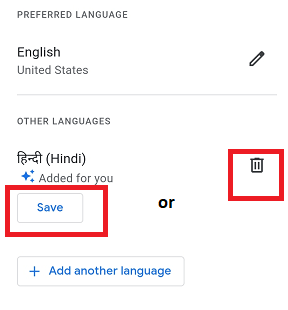 PREFERRED LANGUAGE
English
United States
OTHER LANGUAGES
हिन्दी (Hindi)
Added for you
Save
or
+ Add another language